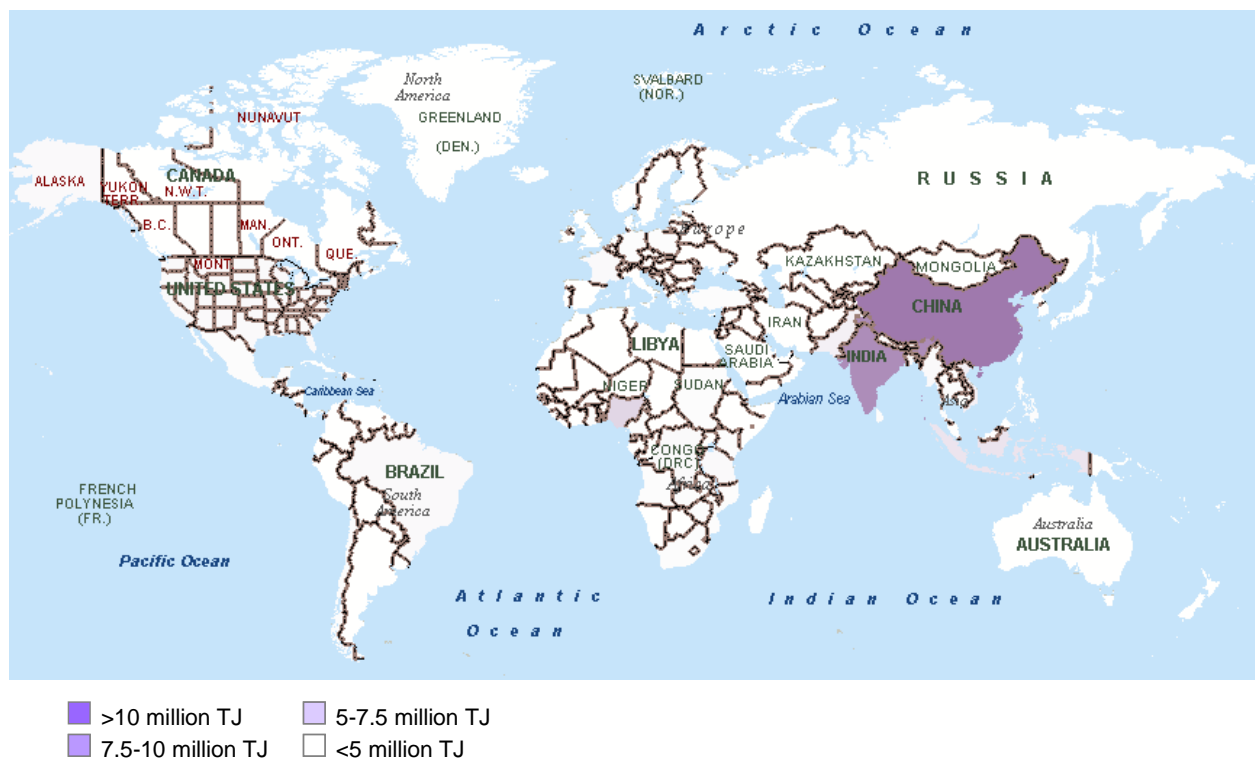 Arctic Ocean
North
America
SVALBARD
(NOR.)
GREENLAND
(DEN.)
NUNAVUT
ALASKA
YUKON
TERR.
CANADA
N.W.T.
RUSSIA
B.C.
MAN.
ONT.
QUE.
Europe
MONT.
KAZAKHSTAN
MONGOLIA
UNITED STATES
CHINA
IRAN
LIBYA
SAUDI
ARABIA
INDIA
NIGER
SUDAN
Caribbean Sea
Arabian Sea
Asia
CONGO
(DRC)
Africa
BRAZIL
South
America
FRENCH
POLYNESIA
(FR.)
Australia
AUSTRALIA
Pacific Ocean
Atlantic
Ocean
Indian Ocean
>10 million TJ
5-7.5 million TJ
7.5-10 million TJ
<5 million TJ